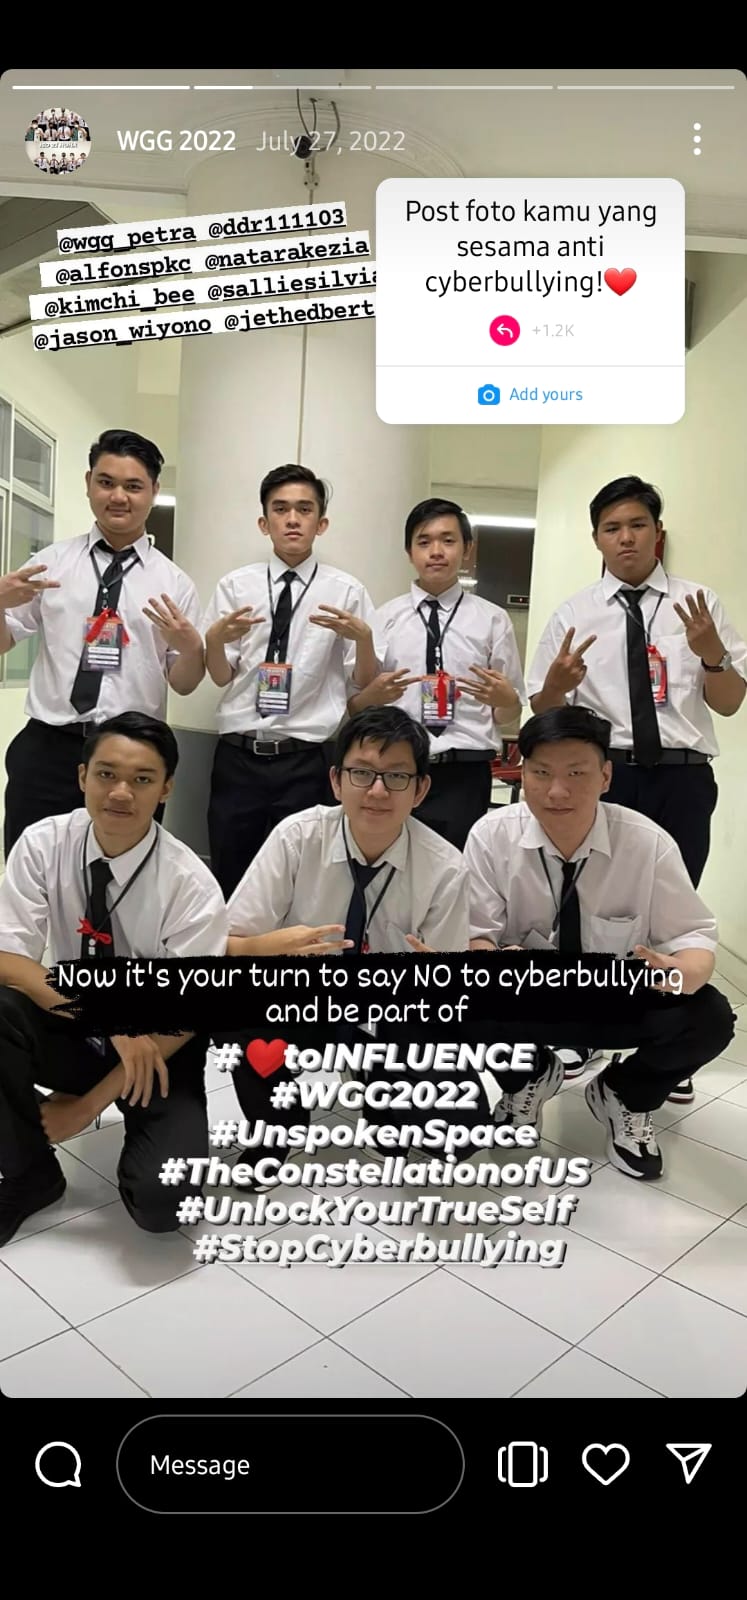 WGG 2022 July 27, 2022
@wgg_petra @ddr111103
@alfonspkc @natarakezia
@kimchi_bee @salliesilvia
@jason_wiyono @jethedbert
Post foto kamu yang
sesama anti
cyberbullying!❤️
+1.2K
Add yours
Now it's your turn to say NO to cyberbullying
and be part of
#❤️toINFLUENCE
#WGG2022
#UnspokenSpace
#TheConstellationofUS
#UnlockYourTrueSelf
#StopCyberbullying
Message